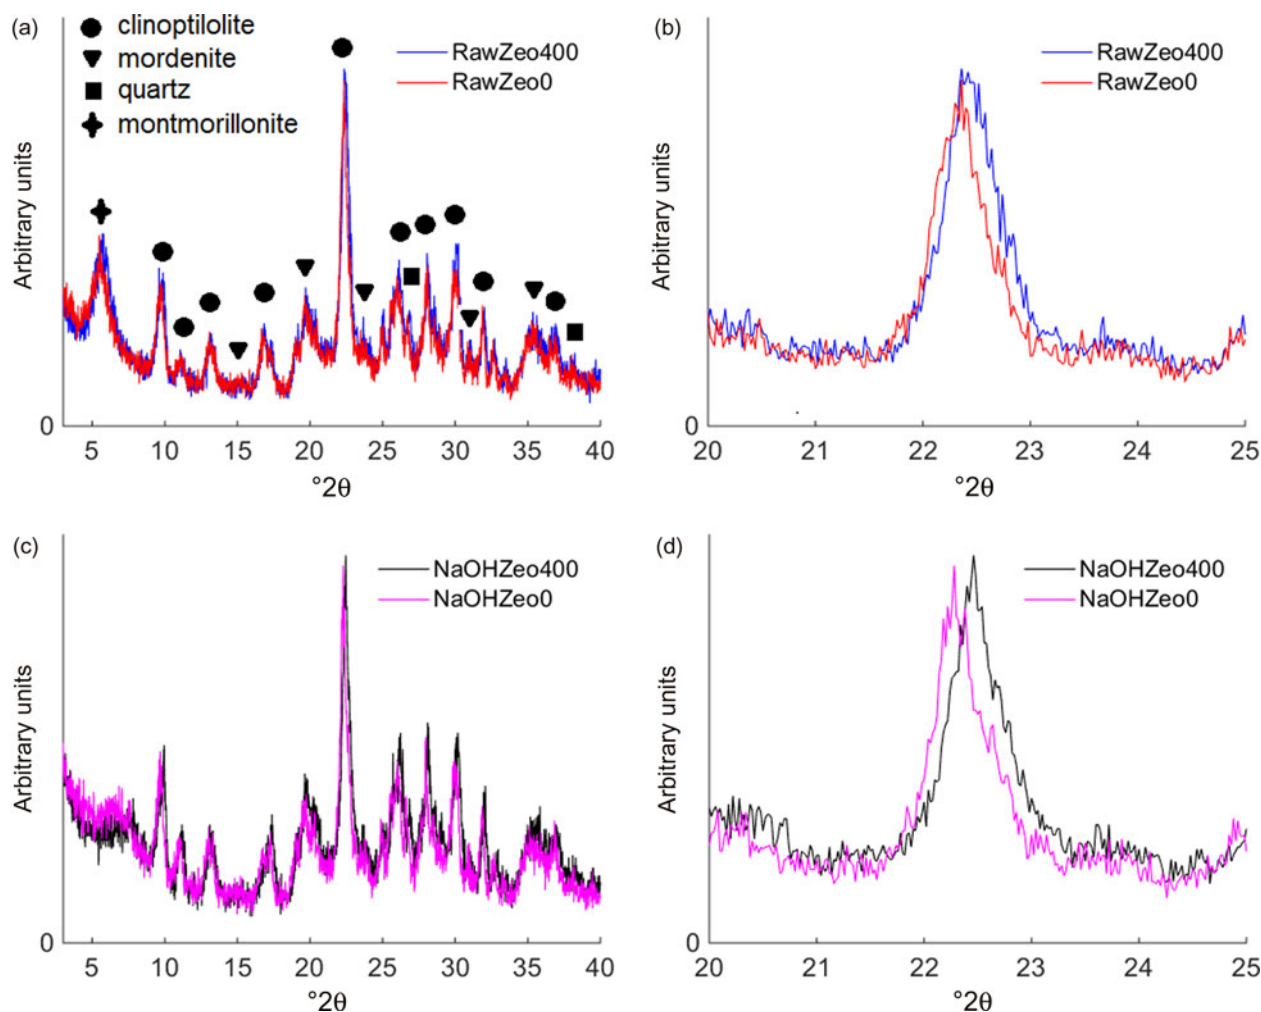 (a)
clinoptilolite
mordenite
quartz
montmorillonite
RawZeo400
RawZeo0
Arbitrary units
0
5 10 15 20 25 30 35 40
°2θ
(b)
RawZeo400
RawZeo0
Arbitrary units
0
20 21 22 23 24 25
°2θ
(c)
NaOHZeo400
NaOHZeo0
Arbitrary units
0
5 10 15 20 25 30 35 40
°2θ
(d)
NaOHZeo400
NaOHZeo0
Arbitrary units
0
20 21 22 23 24 25
°2θ